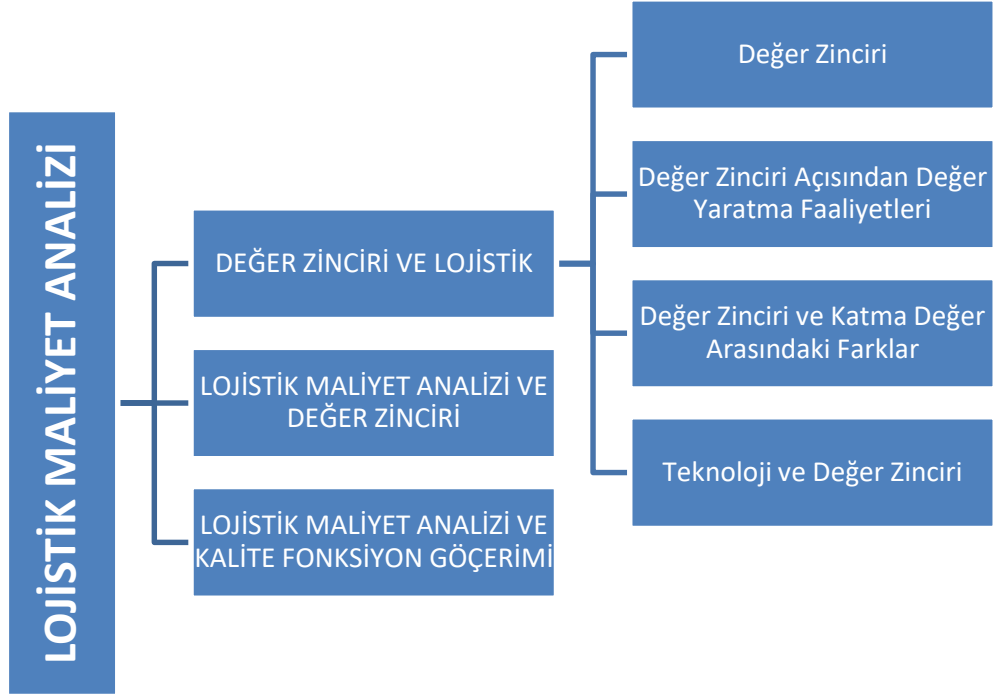 LOJİSTİK MALİYET ANALİZİ
DEĞER ZİNCİRİ VE LOJİSTİK
Değer Zinciri
Değer Zinciri Açısından Değer
Yaratma Faaliyetleri
Değer Zinciri ve Katma Değer
Arasındaki Farklar
Teknoloji ve Değer Zinciri
LOJİSTİK MALİYET ANALİZİ VE
DEĞER ZİNCİRİ
LOJİSTİK MALİYET ANALİZİ VE
KALİTE FONKSİYON GÖÇERİMİ